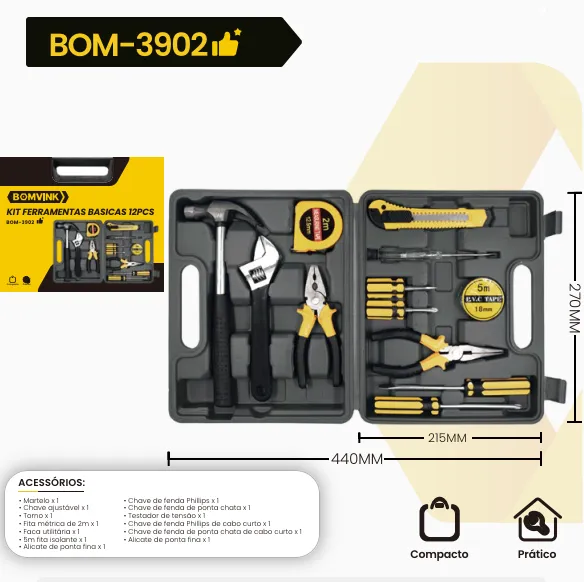 BOM-3902
BOMVINK
KIT FERRAMENTAS BASICAS 12PCS
BOM-3902
2m
5m
P.V.C TAPE
18mm
270MM
215MM
440MM
ACESSÓRIOS:
• Martelo x 1
• Chave ajustável x 1
• Torno x 1
• Fita métrica de 2m x 1
• Faca utilitária x 1
• 5m fita isolante x 1
• Alicate de ponta fina x 1
• Chave de fenda Phillips x 1
• Chave de fenda de ponta chata x 1
• Testador de tensão x 1
• Chave de fenda Phillips de cabo curto x 1
• Chave de fenda de ponta chata de cabo curto x 1
• Alicate de ponta fina x 1
Compacto
Prático